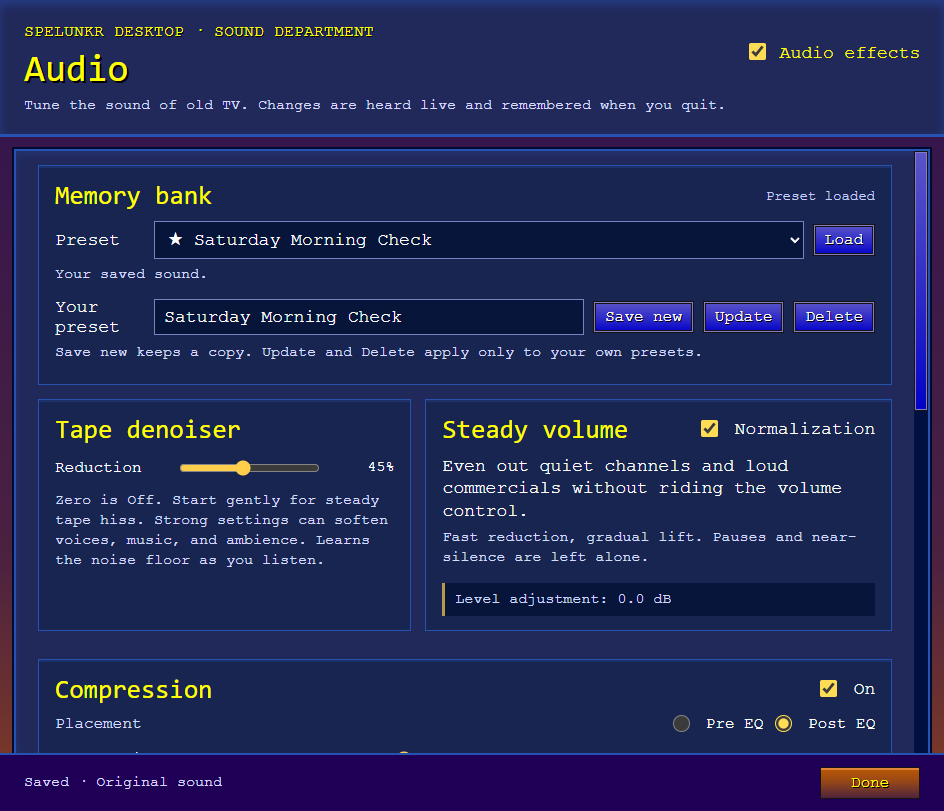 SPELUNKR DESKTOP · SOUND DEPARTMENT
Audio
Audio effects
Tune the sound of old TV. Changes are heard live and remembered when you quit.
Memory bank
Preset loaded
Preset
★ Saturday Morning Check
Load
Your saved sound.
Your
preset
Saturday Morning Check
Save new
Update
Delete
Save new keeps a copy. Update and Delete apply only to your own presets.
Tape denoiser
Reduction
45%
Zero is Off. Start gently for steady
tape hiss. Strong settings can soften
voices, music, and ambience. Learns
the noise floor as you listen.
Steady volume
Normalization
Even out quiet channels and loud
commercials without riding the volume
control.
Fast reduction, gradual lift. Pauses and near-
silence are left alone.
Level adjustment: 0.0 dB
Compression
On
Placement
Pre EQ
Post EQ
Saved · Original sound
Done